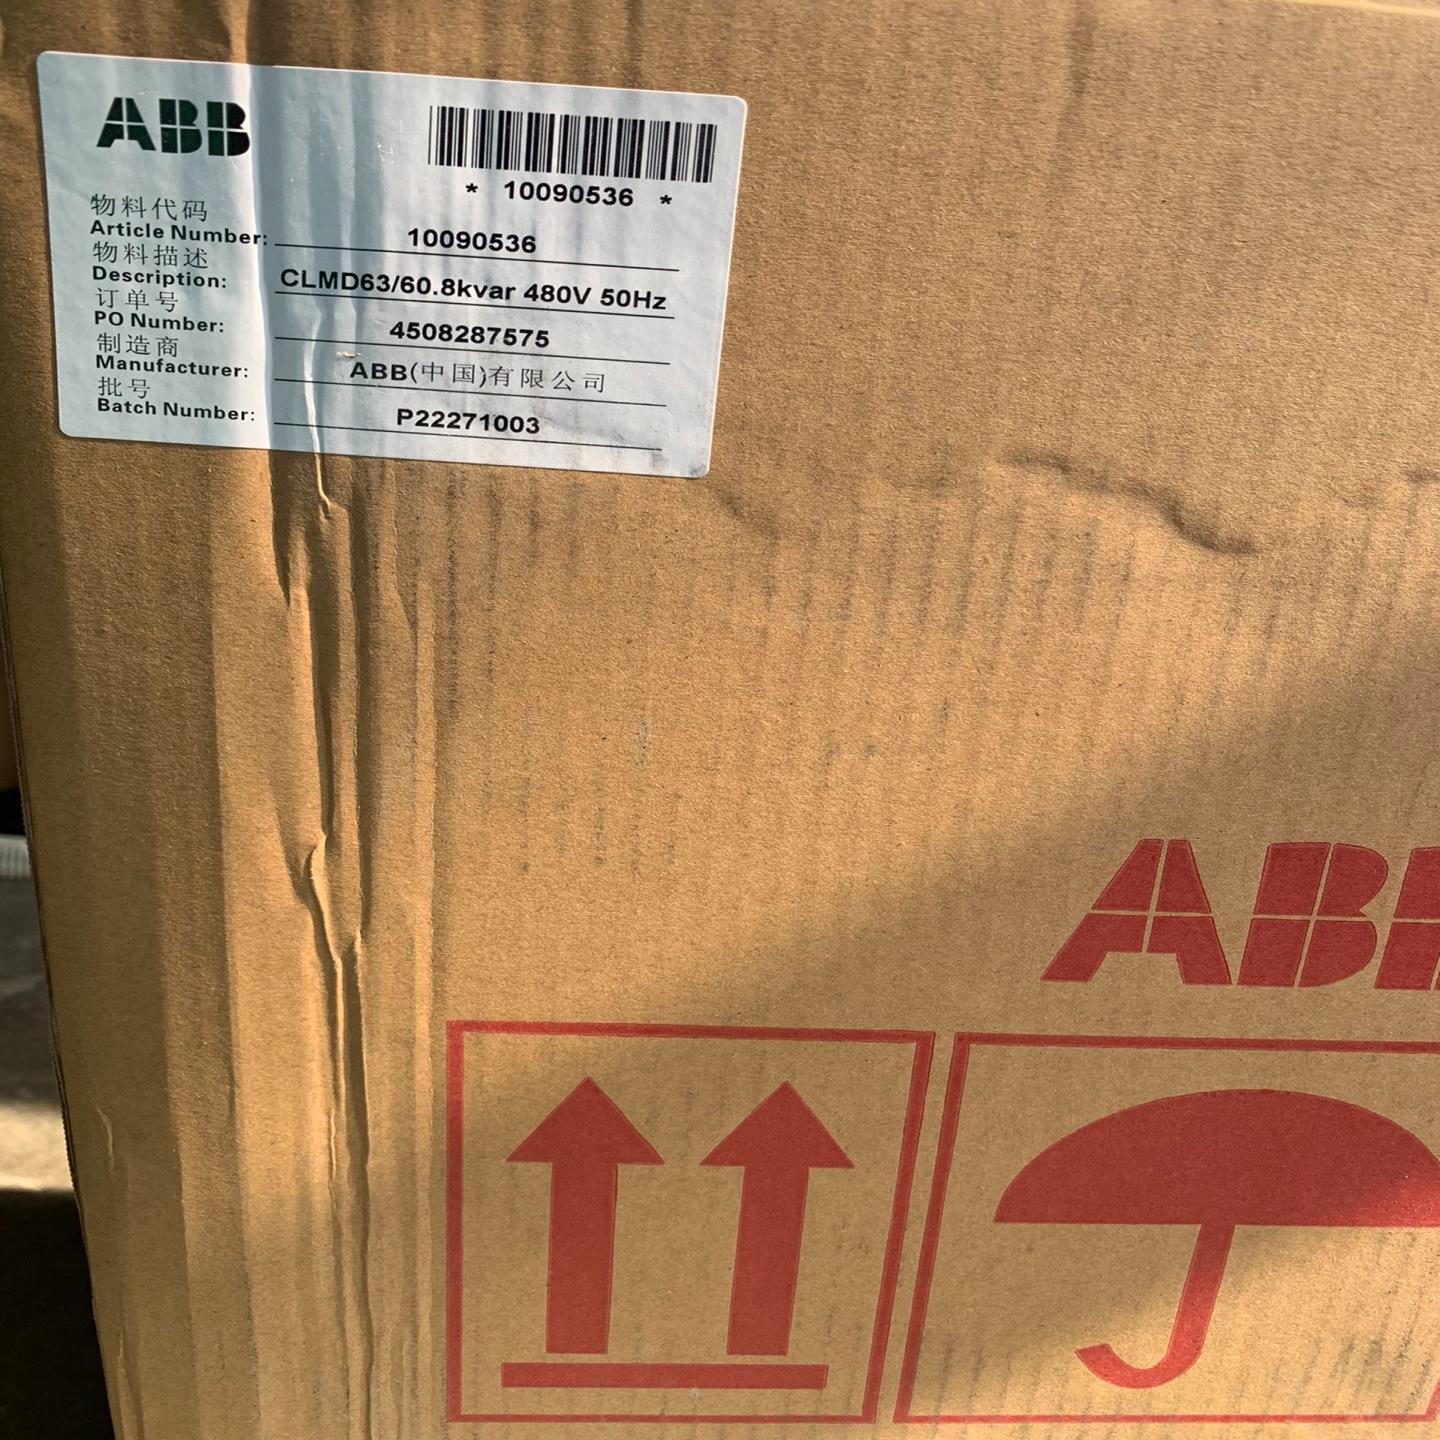 ABB
* 10090536 *
物料代码
Article Number: 10090536
物料描述
Description: CLMD63/60.8kvar 480V 50Hz
订单号
PO Number: 4508287575
制造商
Manufacturer: ABB(中国)有限公司
批号
Batch Number: P22271003
ABB